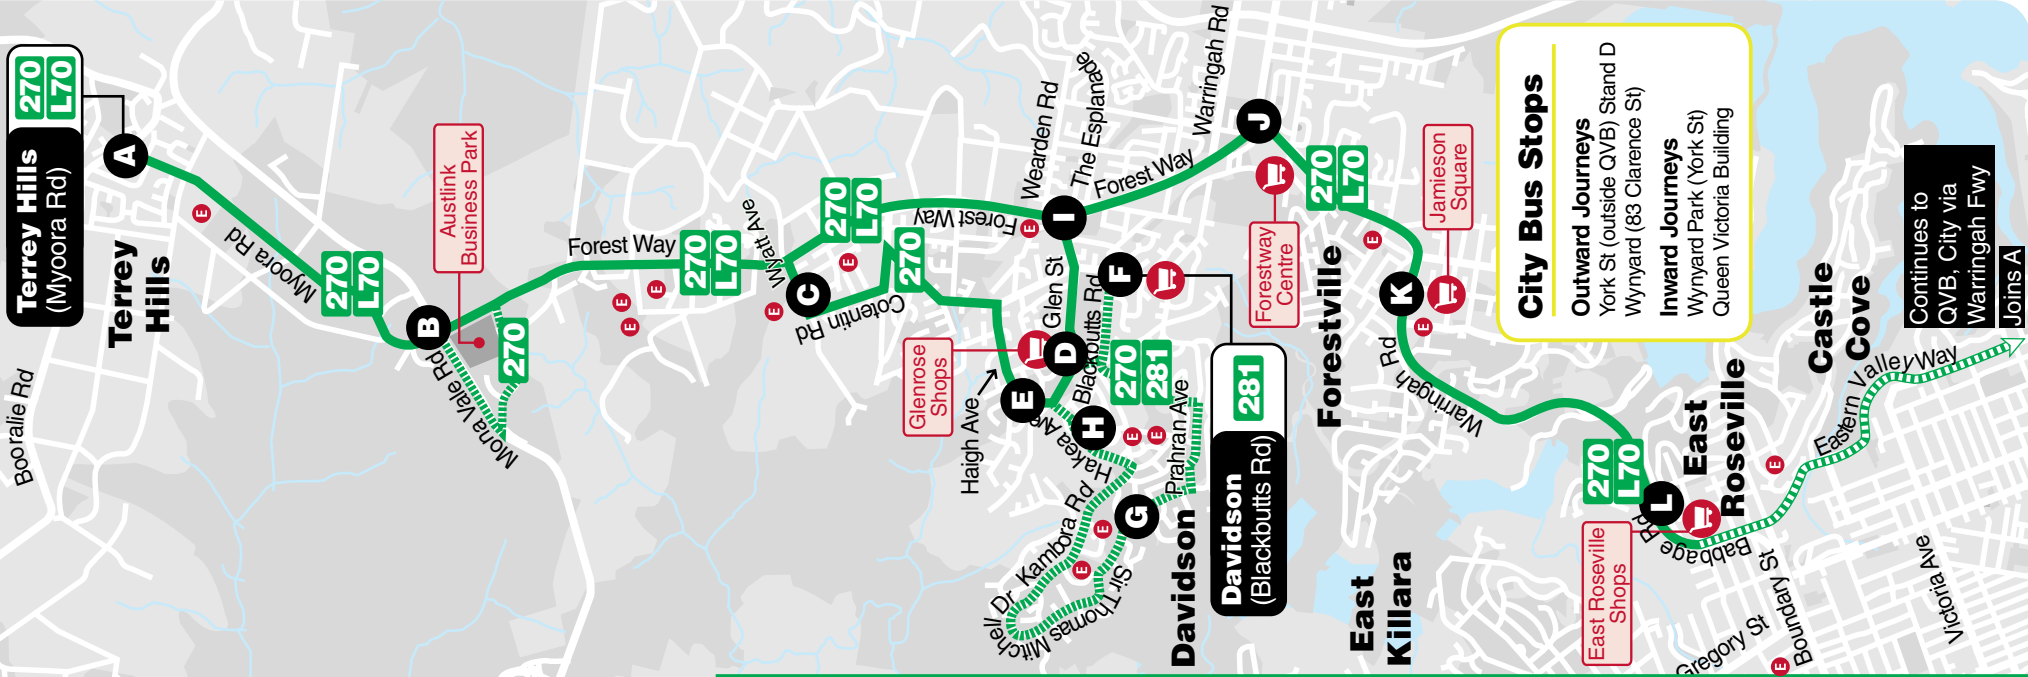 Terrey Hills
(Myoora Rd)
270
L70
A
Terrey
Hills
Booralie Rd
Myoora Rd
270
L70
B
Mona Vale Rd
270
Austlink
Business Park
E
Forest Way
E
E
E
270
L70
Wyatt Ave
E
C
Cotentin Rd
E
270
L70
270
Forest Way
E
Wearden Rd
The Esplanade
I
Glen St
Glenrose
Shops
D
Haigh Ave
E
Hakea Ave
H
Blackbutts Rd
F
270
281
E
E
Prahran Ave
Kambora Rd
E
E
G
Sir Thomas Mitchell Dr
Davidson
Davidson
(Blackbutts Rd)
281
Forest Way
Warringah Rd
J
Forestway
Centre
270
L70
Forestville
E
Jamieson
Square
K
E
Warringah Rd
East
Killara
City Bus Stops
Outward Journeys
York St (outside QVB) Stand D
Wynyard (83 Clarence St)
Inward Journeys
Wynyard Park (York St)
Queen Victoria Building
270
L70
L
East
Roseville
East Roseville
Shops
Babbage Rd
E
Boundary St
Gregory St
E
Eastern Valley Way
Castle
Cove
Victoria Ave
Continues to
QVB, City via
Warringah Fwy
Joins A